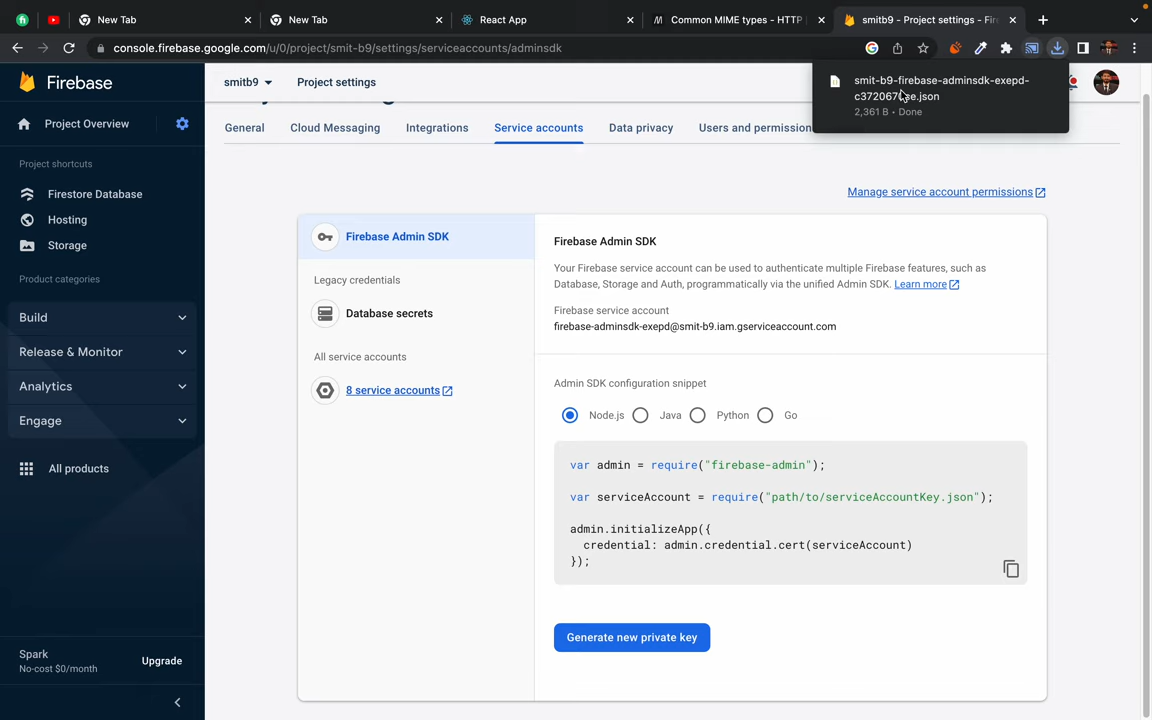 New Tab
New Tab
React App
Common MIME types - HTTP
smitb9 - Project settings - Fire
console.firebase.google.com/u/0/project/smit-b9/settings/serviceaccounts/adminsdk
smit-b9-firebase-adminsdk-exepd-
2,361 B • Done
Firebase
smitb9
Project settings
Project Overview
General
Cloud Messaging
Integrations
Service accounts
Data privacy
Users and permission
Project shortcuts
Firestore Database
Hosting
Storage
Product categories
Build
Release & Monitor
Analytics
Engage
All products
Spark
No-cost $0/month
Upgrade
Manage service account permissions
Firebase Admin SDK
Legacy credentials
Database secrets
All service accounts
8 service accounts
Firebase Admin SDK
Your Firebase service account can be used to authenticate multiple Firebase features, such as
Database, Storage and Auth, programmatically via the unified Admin SDK. Learn more
Firebase service account
firebase-adminsdk-exepd@smit-b9.iam.gserviceaccount.com
Admin SDK configuration snippet
Node.js
Java
Python
Go
var admin = require("firebase-admin");
var serviceAccount = require("path/to/serviceAccountKey.json");
admin.initializeApp({
credential: admin.credential.cert(serviceAccount)
});
Generate new private key